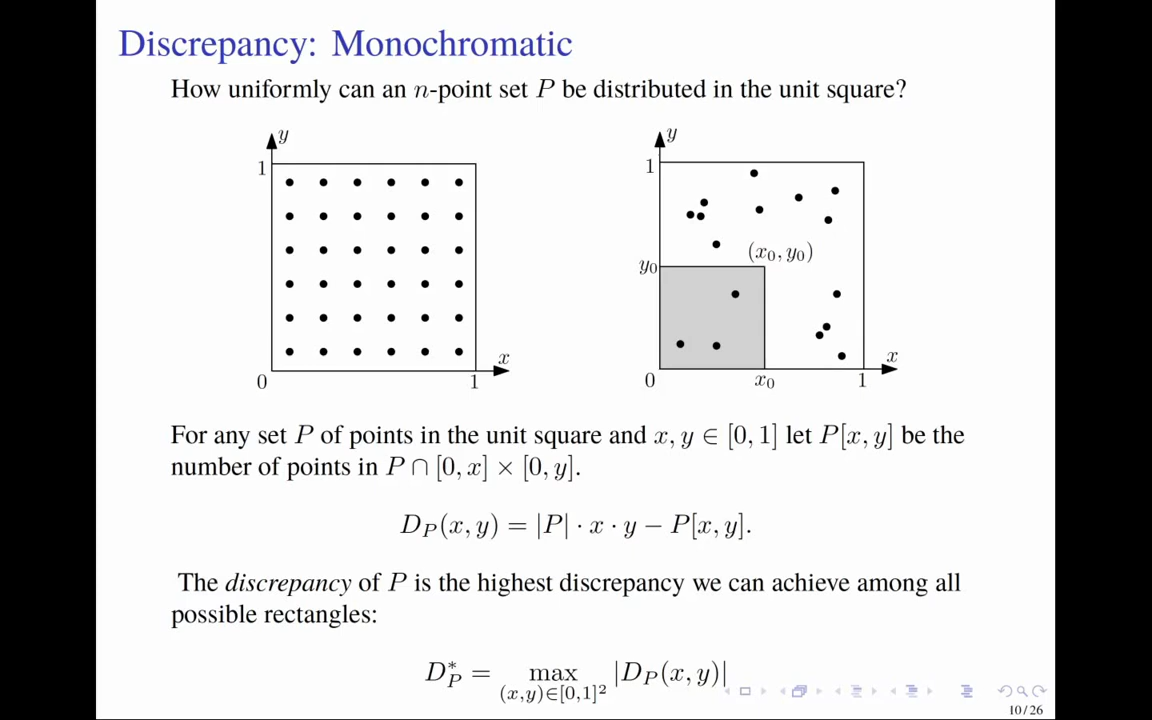 Discrepancy: Monochromatic
How uniformly can an n-point set P be distributed in the unit square?
y
1
0
1
x
y
1
y₀
(x₀, y₀)
0
x₀
1
x
For any set P of points in the unit square and x, y ∈ [0, 1] let P[x, y] be the
number of points in P ∩ [0, x] × [0, y].
D_P(x, y) = |P| · x · y − P[x, y].
The discrepancy of P is the highest discrepancy we can achieve among all
possible rectangles:
D*_P = max_{(x,y)∈[0,1]²} |D_P(x, y)|
10 / 26